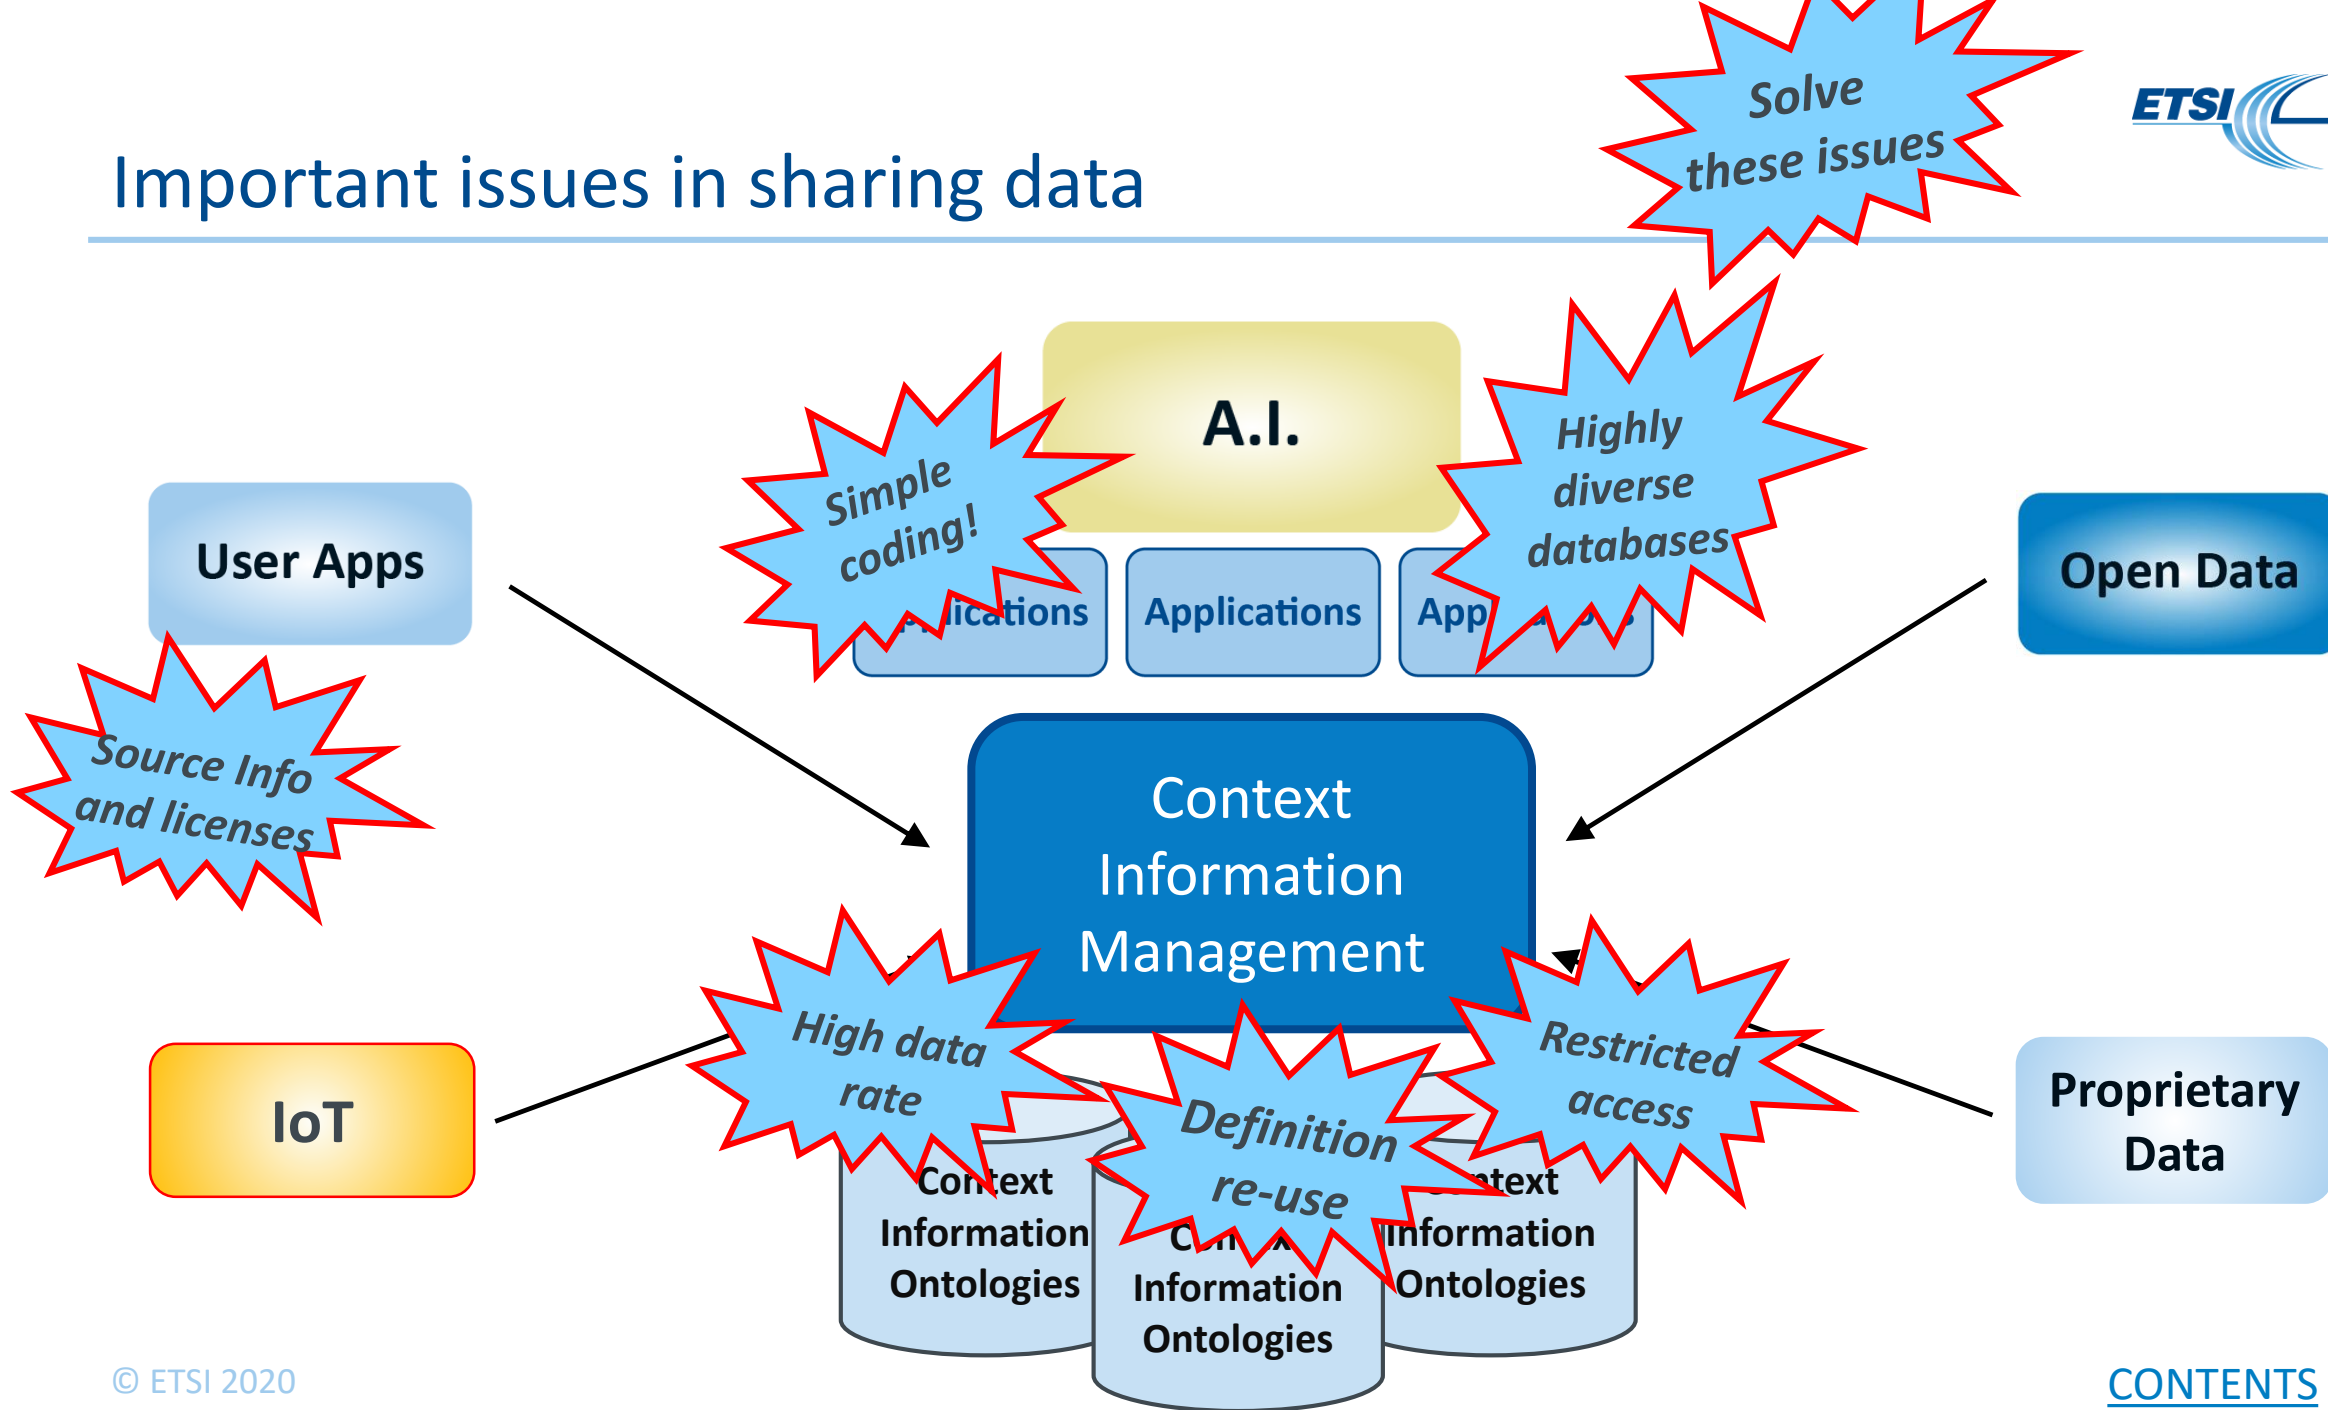 Solve
these issues
ETSI
Important issues in sharing data
A.I.
Simple
coding!
Highly
diverse
databases
User Apps
Open Data
Applications
Source Info
and licenses
Context
Information
Management
High data
rate
Restricted
access
Definition
re-use
IoT
Proprietary
Data
Context
Information
Ontologies
Information
Ontologies
Information
Ontologies
© ETSI 2020
CONTENTS